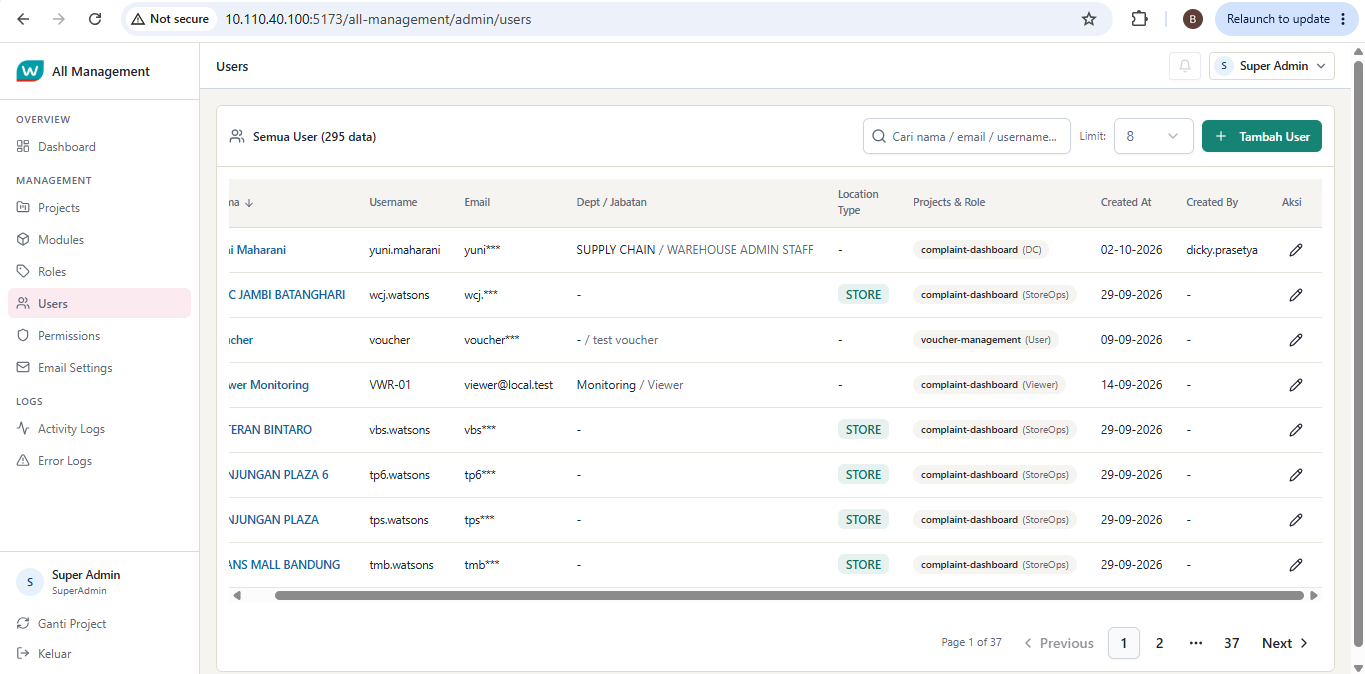 Not secure 10.110.40.100:5173/all-management/admin/users B Relaunch to update
W All Management
Users
S Super Admin
OVERVIEW
Dashboard
MANAGEMENT
Projects
Modules
Roles
Users
Permissions
Email Settings
LOGS
Activity Logs
Error Logs
S Super Admin
SuperAdmin
Ganti Project
Keluar
Semua User (295 data) Cari nama / email / username... Limit: 8 + Tambah User
na ↓ Username Email Dept / Jabatan Location Type Projects & Role Created At Created By Aksi
ni Maharani yuni.maharani yuni*** SUPPLY CHAIN / WAREHOUSE ADMIN STAFF - complaint-dashboard (DC) 02-10-2026 dicky.prasetya
C JAMBI BATANGHARI wcj.watsons wcj.*** - STORE complaint-dashboard (StoreOps) 29-09-2026 -
ucher voucher voucher*** - / test voucher - voucher-management (User) 09-09-2026 -
wer Monitoring VWR-01 viewer@local.test Monitoring / Viewer - complaint-dashboard (Viewer) 14-09-2026 -
TERAN BINTARO vbs.watsons vbs*** - STORE complaint-dashboard (StoreOps) 29-09-2026 -
NJUNGAN PLAZA 6 tp6.watsons tp6*** - STORE complaint-dashboard (StoreOps) 29-09-2026 -
NJUNGAN PLAZA tps.watsons tps*** - STORE complaint-dashboard (StoreOps) 29-09-2026 -
ANS MALL BANDUNG tmb.watsons tmb*** - STORE complaint-dashboard (StoreOps) 29-09-2026 -
Page 1 of 37 Previous 1 2 ... 37 Next